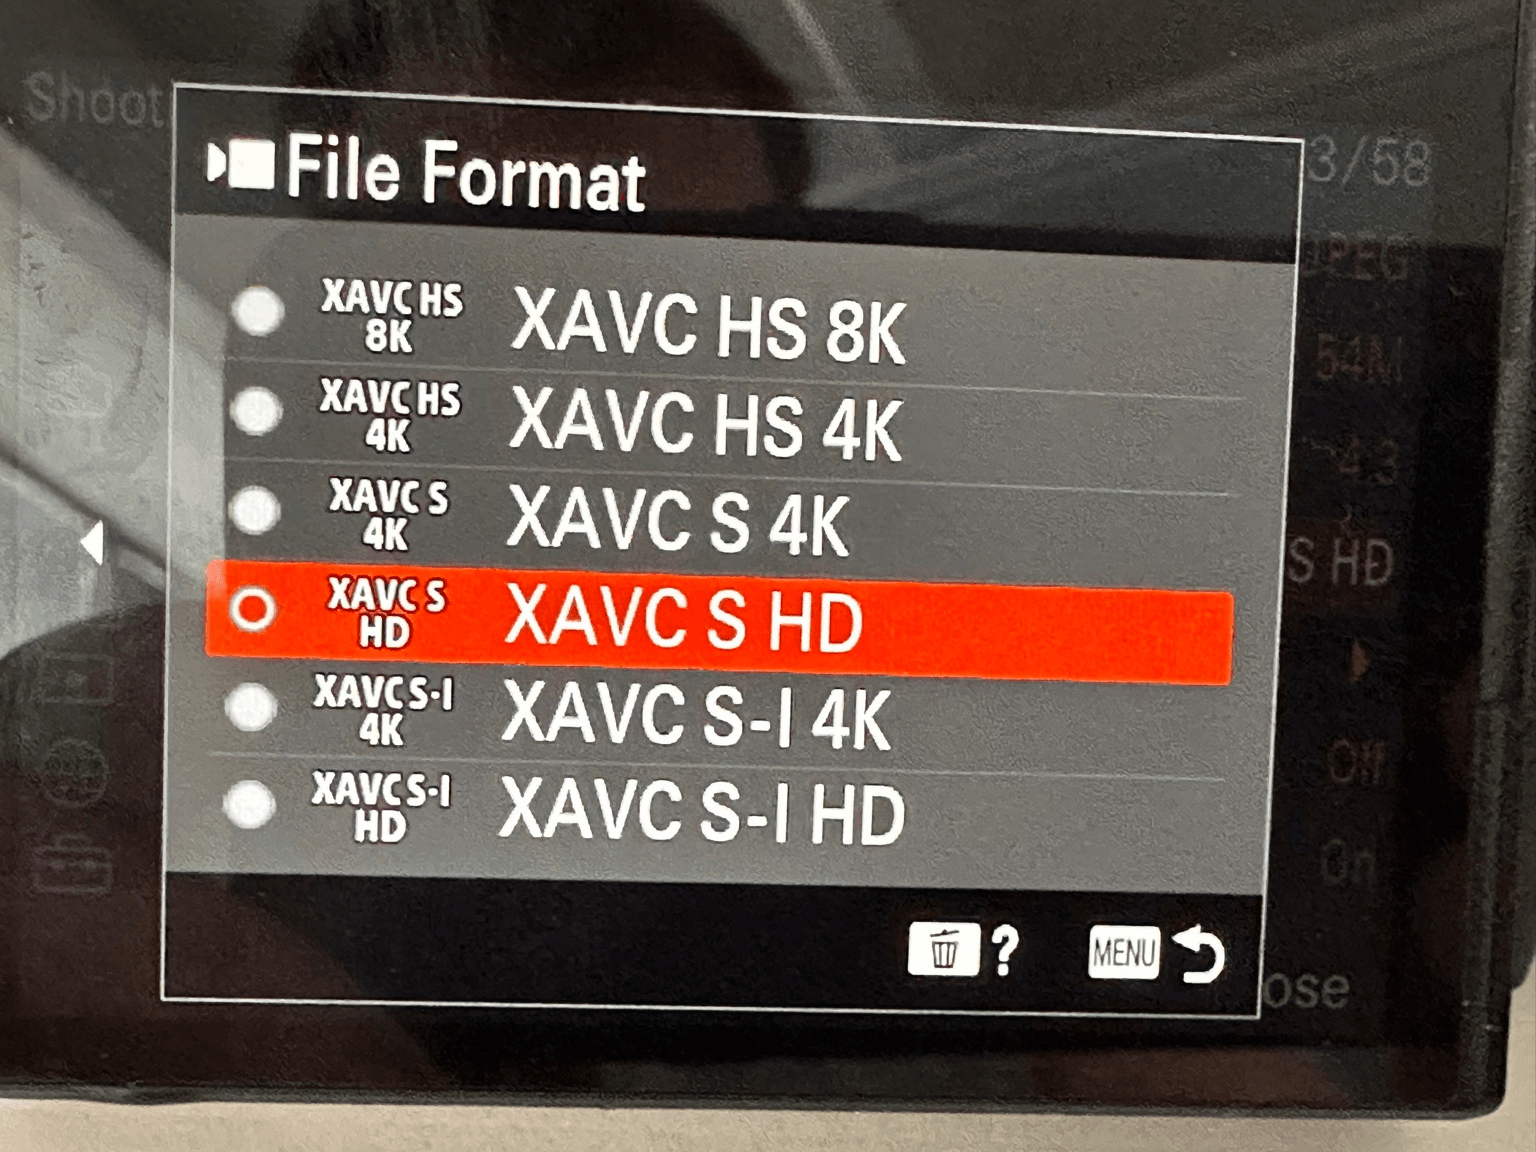 Shoot
File Format
3/58
XAVC HS 8K XAVC HS 8K
JPEG
XAVC HS 4K XAVC HS 4K
54M
XAVC S 4K XAVC S 4K
4:3
XAVC S HD XAVC S HD
S HD
XAVC S-I 4K XAVC S-I 4K
Off
XAVC S-I HD XAVC S-I HD
On
? MENU
ose